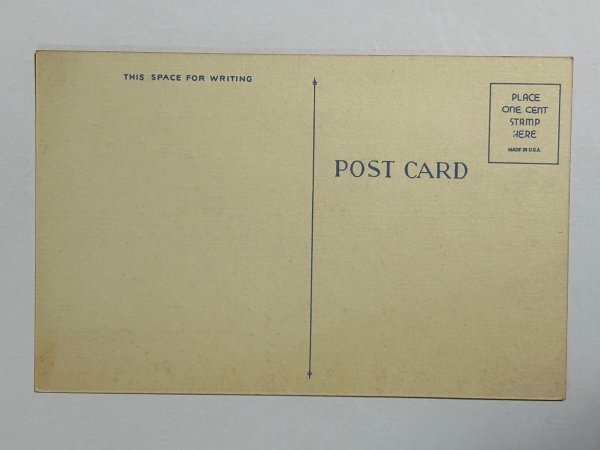 THIS SPACE FOR WRITING
PLACE
ONE CENT
STAMP
HERE
MADE IN U.S.A.
POST CARD